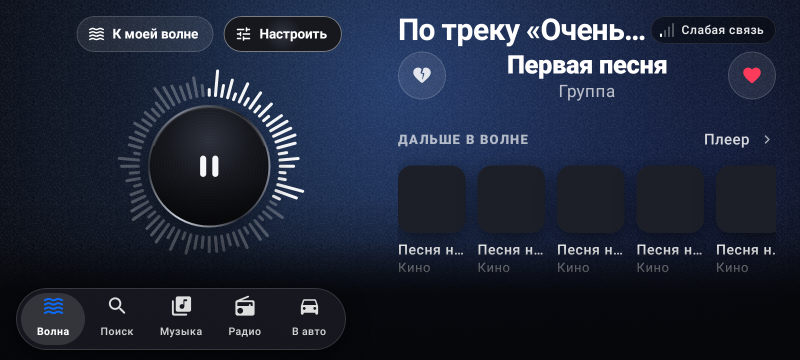 К моей волне
Настроить
По треку «Очень...
Слабая связь
Первая песня
Группа
ДАЛЬШЕ В ВОЛНЕ
Плеер
Песня н...
Песня н...
Песня н...
Песня н...
Песня н.
Кино
Кино
Кино
Кино
Кино
Волна
Поиск
Музыка
Радио
В авто